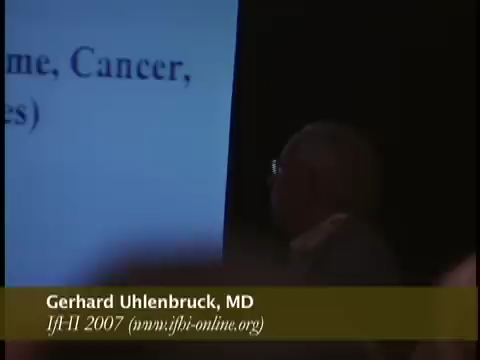 me, Cancer,
es)
Gerhard Uhlenbruck, MD
IfHI 2007 (www.ifhi-online.org)